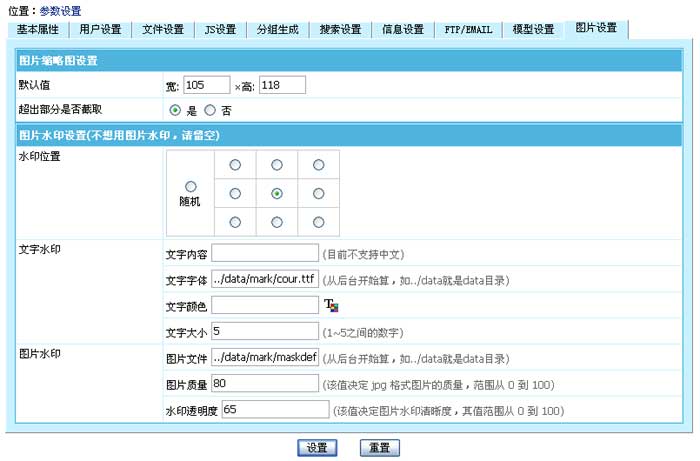 位置：参数设置
基本属性 用户设置 文件设置 JS设置 分组生成 搜索设置 信息设置 FTP/EMAIL 模型设置 图片设置
图片缩略图设置
默认值 宽: 105 ×高: 118
超出部分是否截取 是 否
图片水印设置(不想用图片水印，请留空)
水印位置
随机
文字水印
文字内容 (目前不支持中文)
文字字体 ../data/mark/cour.ttf (从后台开始算，如../data就是data目录)
文字颜色
文字大小 5 (1~5之间的数字)
图片水印
图片文件 ../data/mark/maskdef (从后台开始算，如../data就是data目录)
图片质量 80 (该值决定 jpg 格式图片的质量，范围从 0 到 100)
水印透明度 65 (该值决定图片水印清晰度，其值范围从 0 到 100)
设置 重置